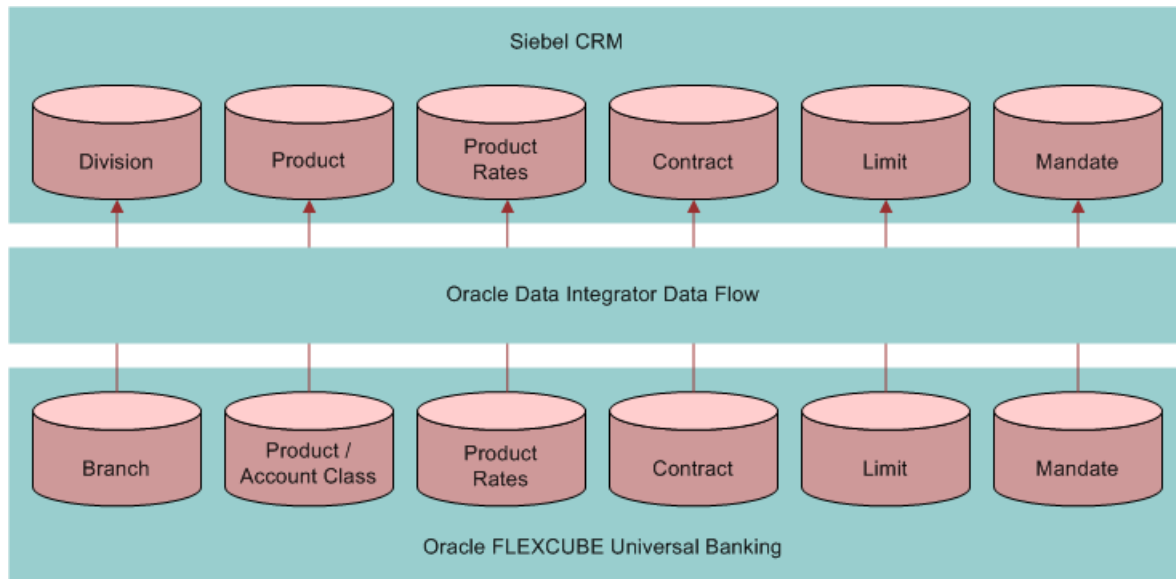 Siebel CRM
Division
Product
Product
Rates
Contract
Limit
Mandate
Oracle Data Integrator Data Flow
Branch
Product /
Account Class
Product
Rates
Contract
Limit
Mandate
Oracle FLEXCUBE Universal Banking